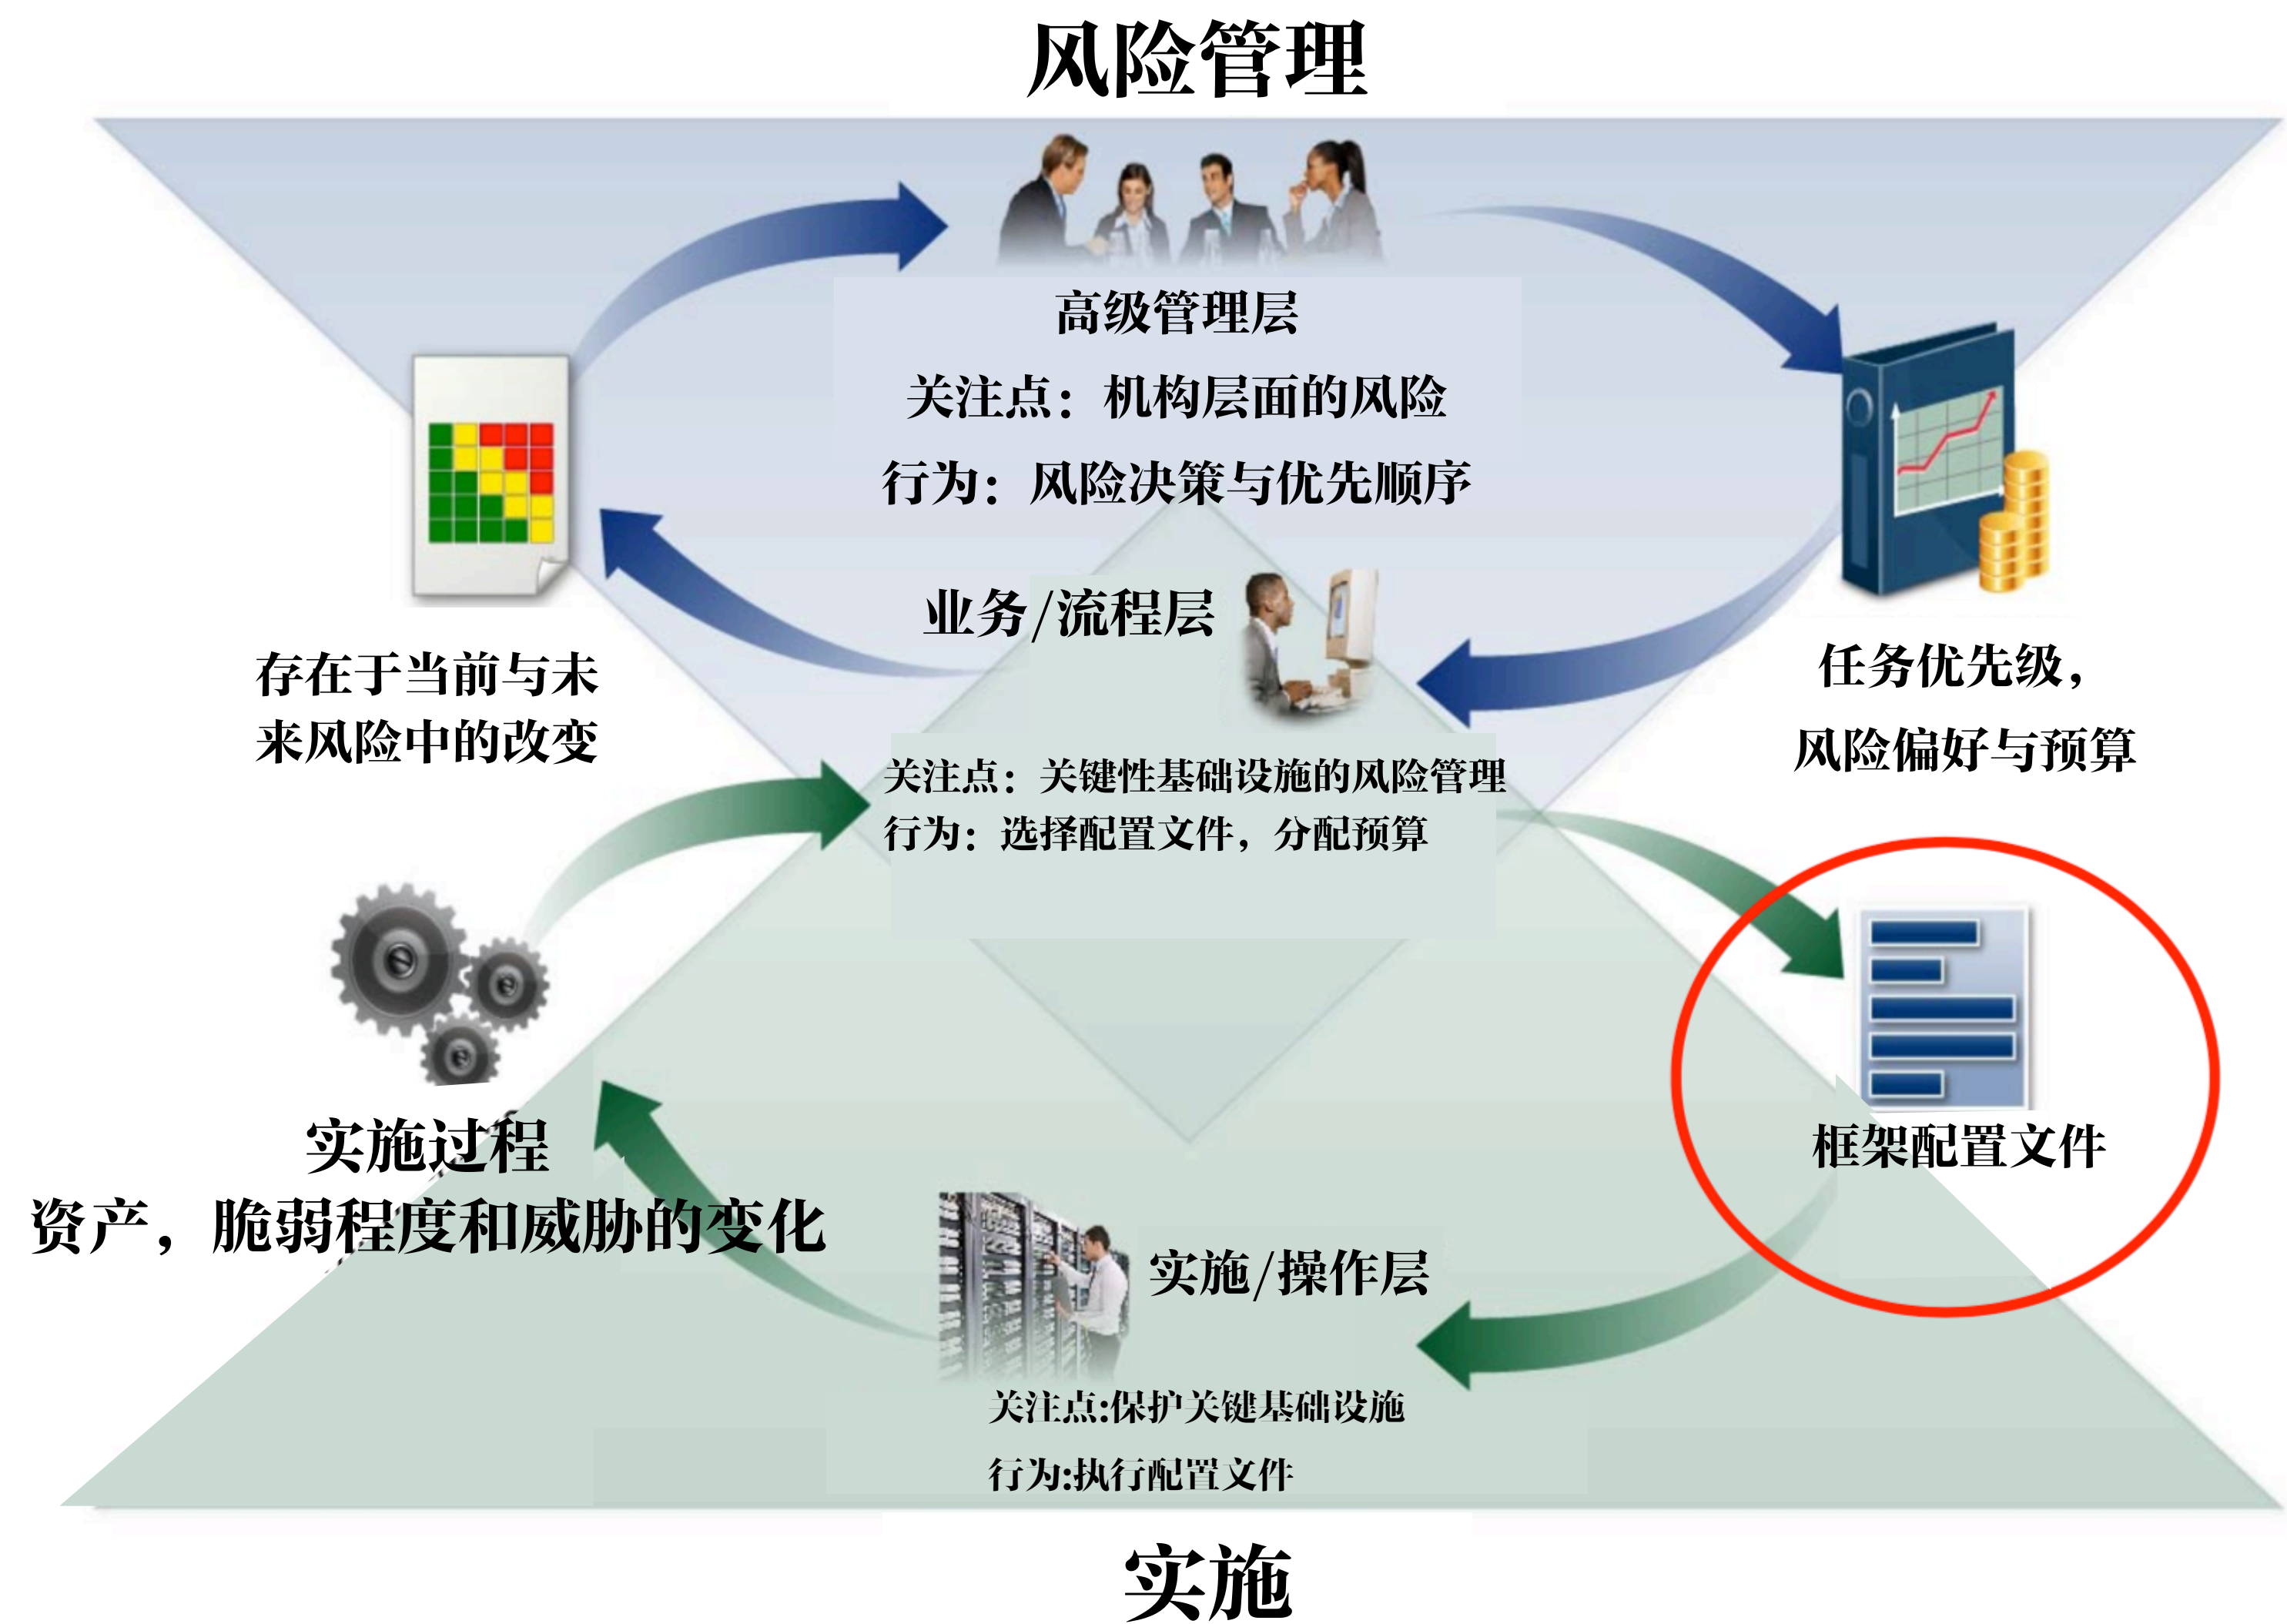 风险管理
高级管理层
关注点：机构层面的风险
行为：风险决策与优先顺序
业务/流程层
存在于当前与未
来风险中的改变
任务优先级，
风险偏好与预算
关注点：关键性基础设施的风险管理
行为：选择配置文件，分配预算
实施过程
资产，脆弱程度和威胁的变化
框架配置文件
实施/操作层
关注点:保护关键基础设施
行为:执行配置文件
实施